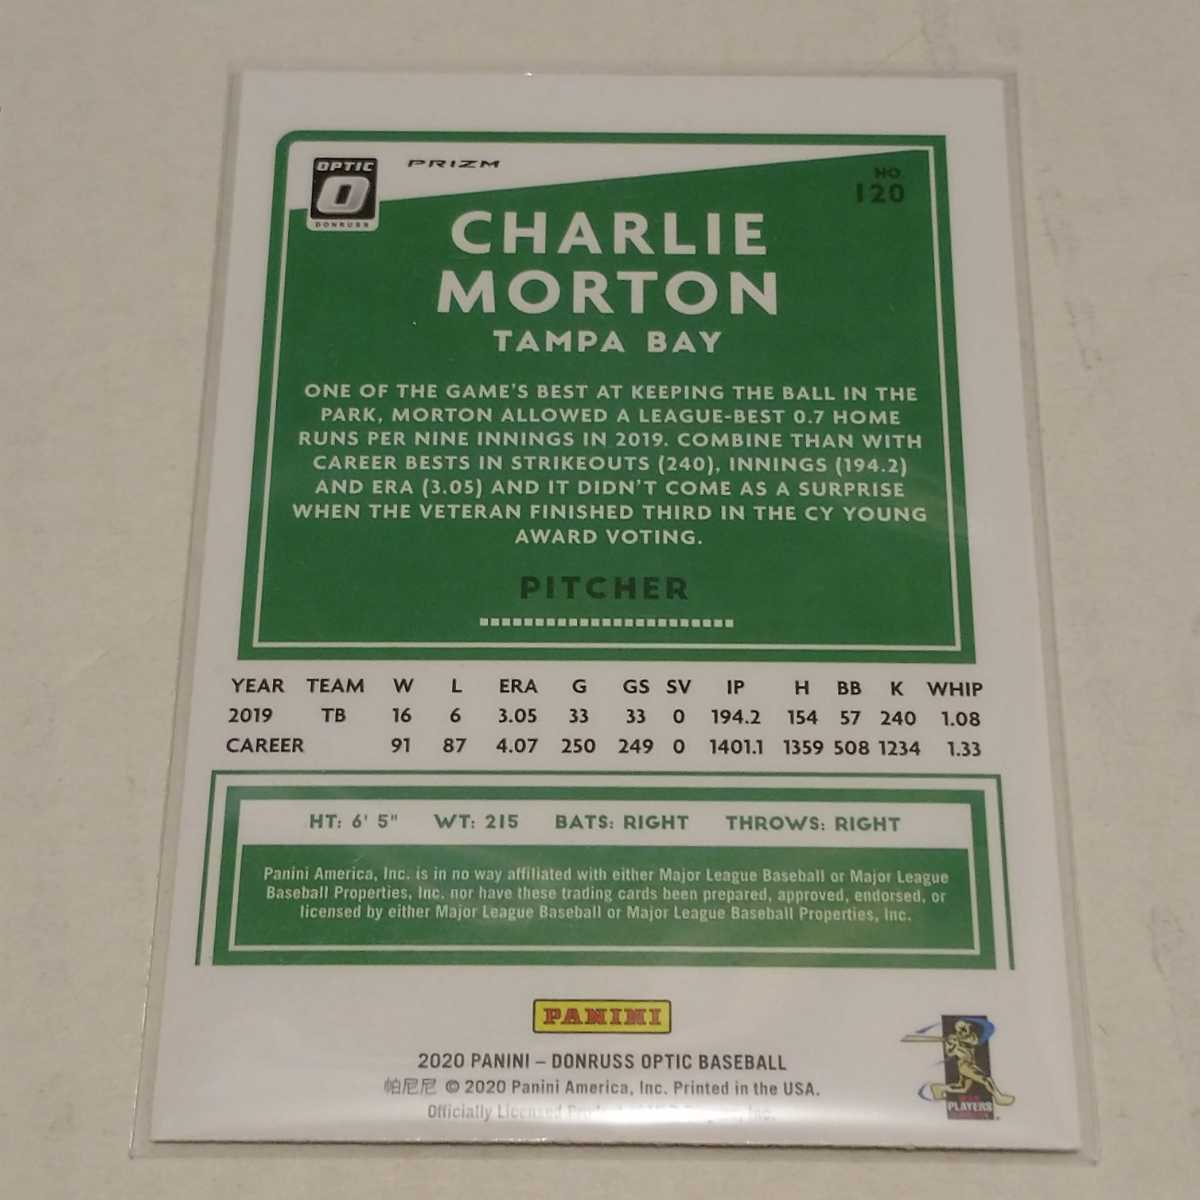 OPTIC
DONRUSS
PRIZM
NO.
120
CHARLIE
MORTON
TAMPA BAY
ONE OF THE GAME'S BEST AT KEEPING THE BALL IN THE
PARK, MORTON ALLOWED A LEAGUE-BEST 0.7 HOME
RUNS PER NINE INNINGS IN 2019. COMBINE THAN WITH
CAREER BESTS IN STRIKEOUTS (240), INNINGS (194.2)
AND ERA (3.05) AND IT DIDN'T COME AS A SURPRISE
WHEN THE VETERAN FINISHED THIRD IN THE CY YOUNG
AWARD VOTING.
PITCHER
YEAR TEAM W L ERA G GS SV IP H BB K WHIP
2019 TB 16 6 3.05 33 33 0 194.2 154 57 240 1.08
CAREER 91 87 4.07 250 249 0 1401.1 1359 508 1234 1.33
HT: 6' 5" WT: 215 BATS: RIGHT THROWS: RIGHT
Panini America, Inc. is in no way affiliated with either Major League Baseball or Major League
Baseball Properties, Inc. nor have these trading cards been prepared, approved, endorsed, or
licensed by either Major League Baseball or Major League Baseball Properties, Inc.
PANINI
2020 PANINI – DONRUSS OPTIC BASEBALL
帕尼尼 © 2020 Panini America, Inc. Printed in the USA.
Officially Licensed Product Inc.
PLAYERS